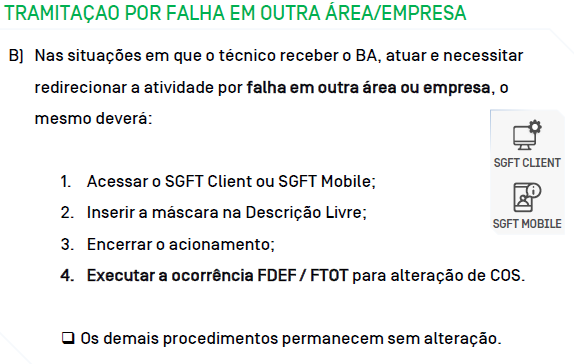 TRAMITAÇAO POR FALHA EM OUTRA ÁREA/EMPRESA
B) Nas situações em que o técnico receber o BA, atuar e necessitar
redirecionar a atividade por falha em outra área ou empresa, o
mesmo deverá:
SGFT CLIENT
SGFT MOBILE
1. Acessar o SGFT Client ou SGFT Mobile;
2. Inserir a máscara na Descrição Livre;
3. Encerrar o acionamento;
4. Executar a ocorrência FDEF / FTOT para alteração de COS.
❑ Os demais procedimentos permanecem sem alteração.